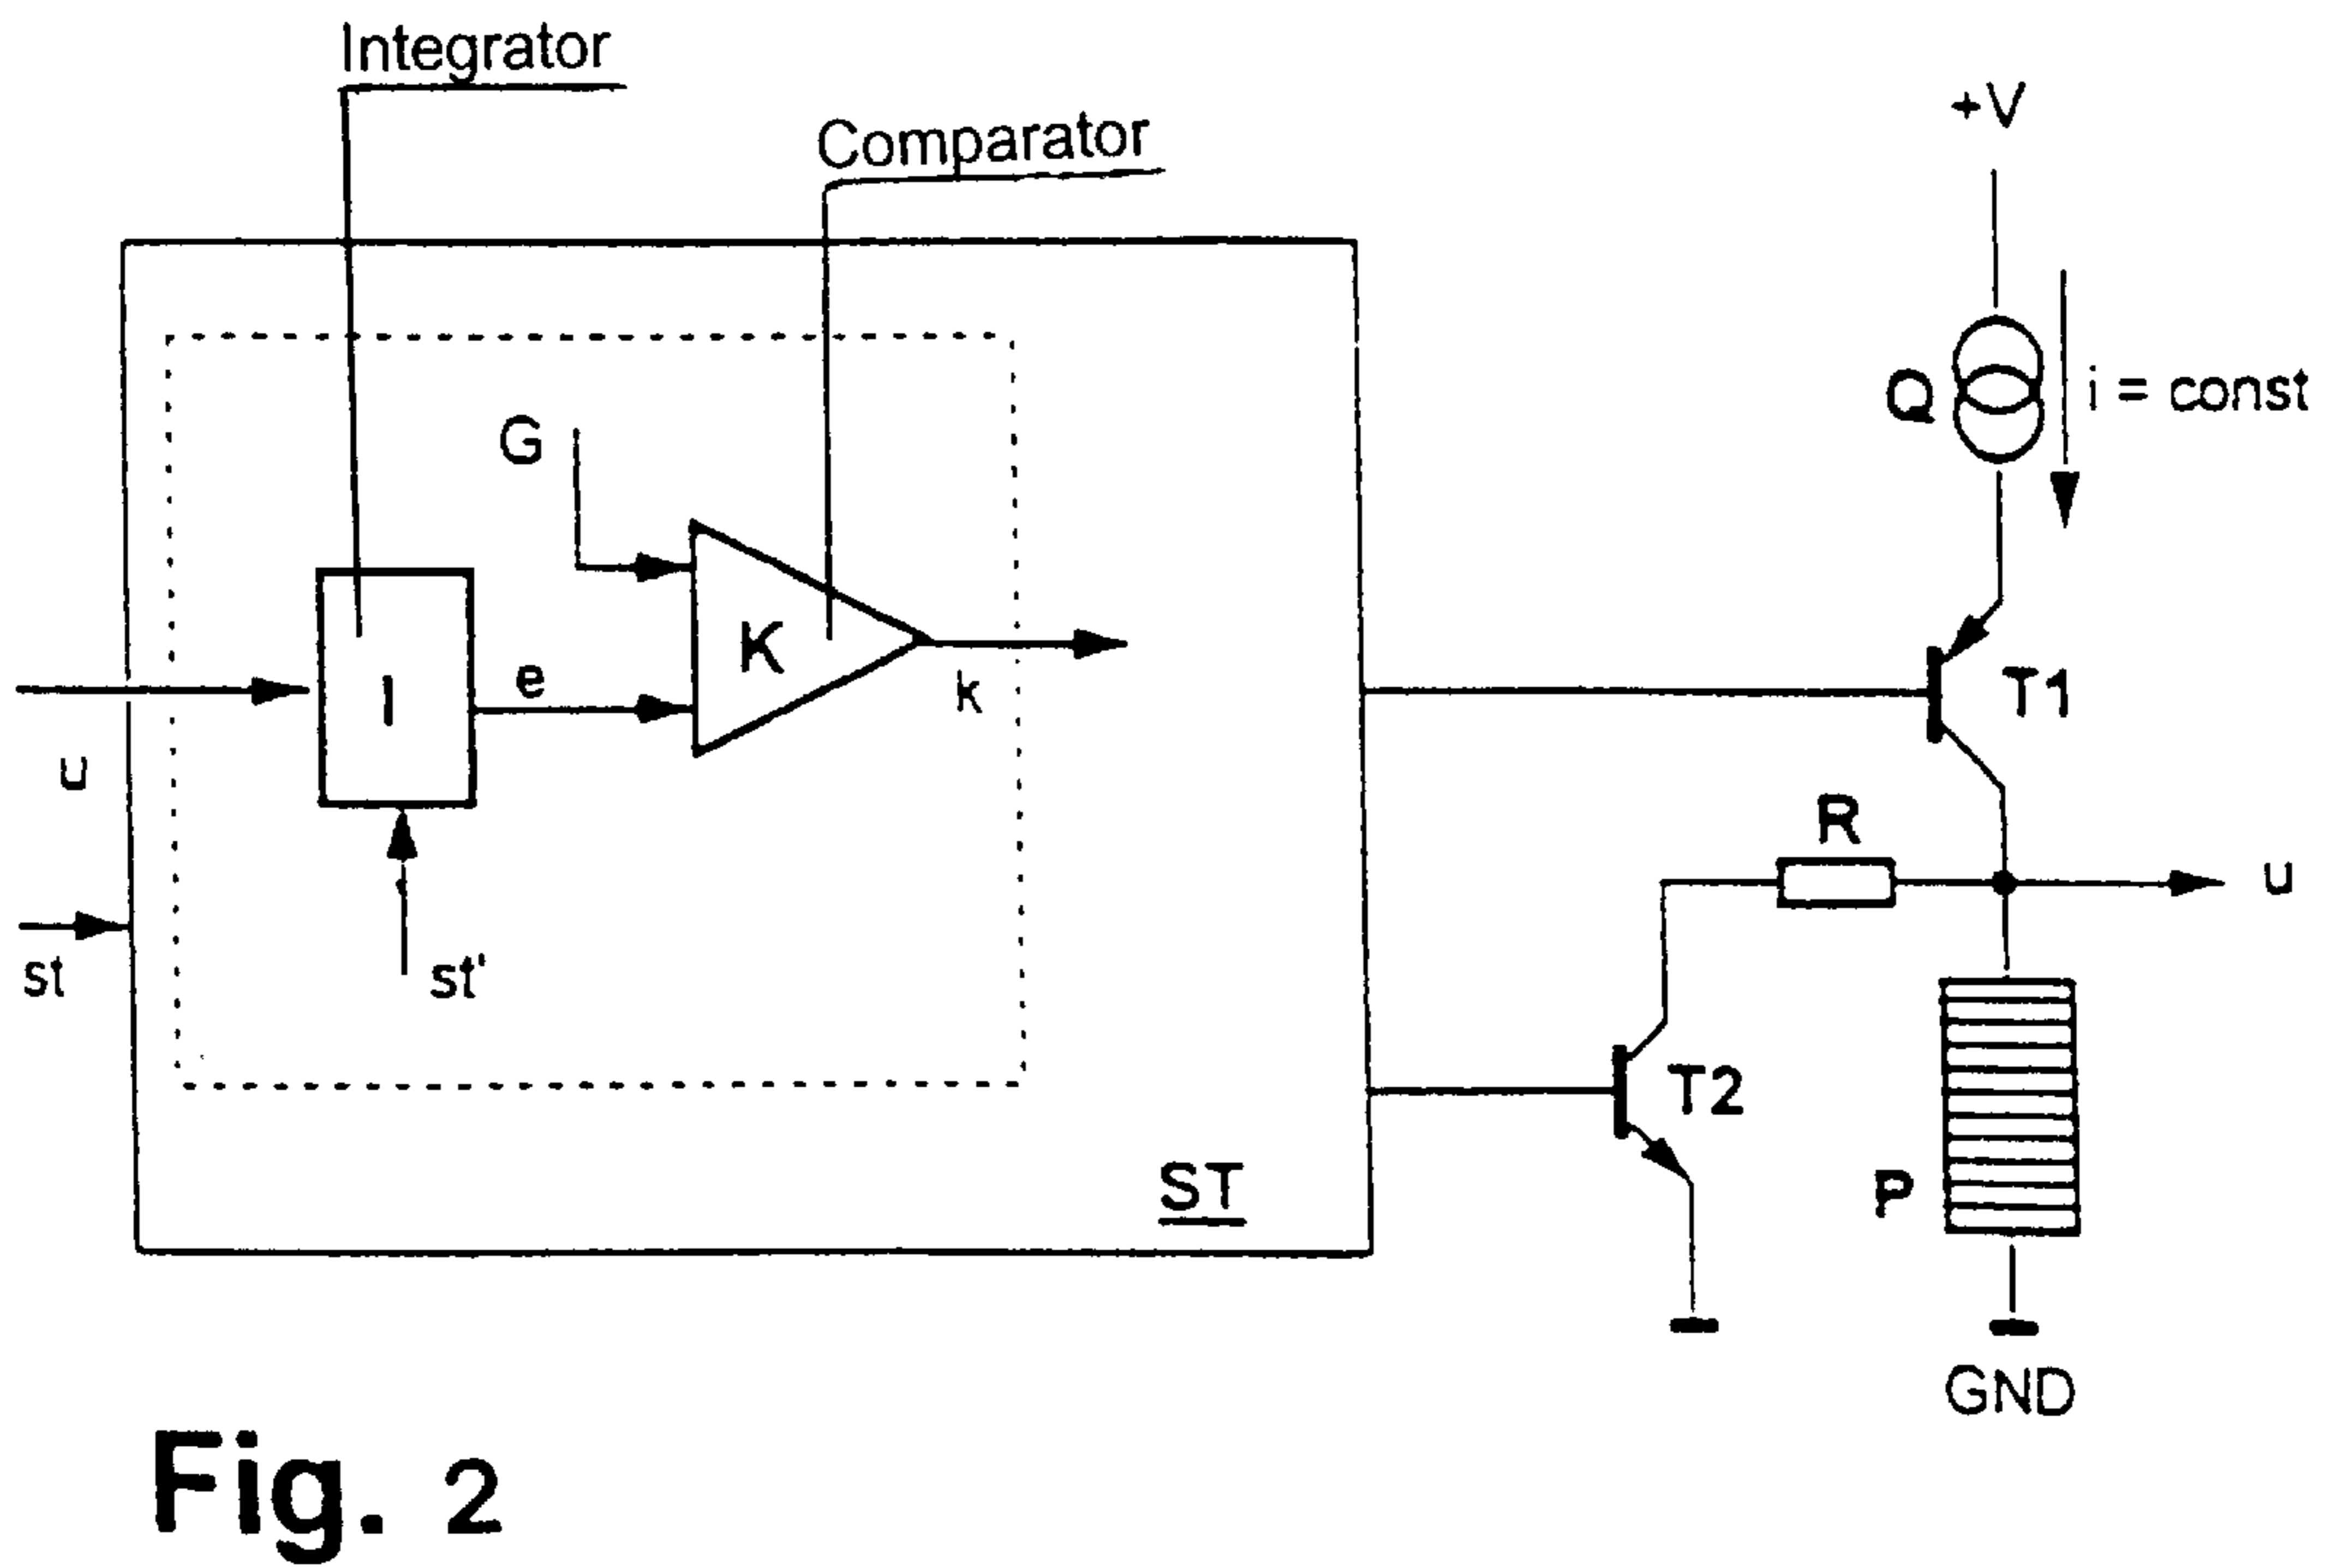 Integrator
Comparator
+V
G
Q
i = const
K
I
e
k
T1
u
R
u
st
st'
T2
ST
P
GND
Fig. 2